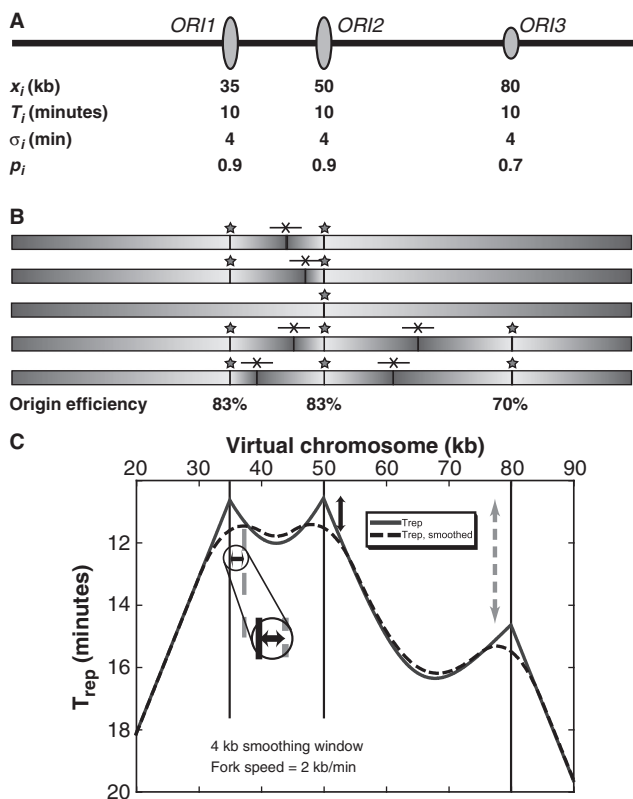 A
ORI1 ORI2 ORI3
xi (kb) 35 50 80
Ti (minutes) 10 10 10
σi (min) 4 4 4
pi 0.9 0.9 0.7
B
Origin efficiency 83% 83% 70%
C
Virtual chromosome (kb)
20 30 40 50 60 70 80 90
Trep
Trep, smoothed
12
14
16
18
20
Trep (minutes)
4 kb smoothing window
Fork speed = 2 kb/min